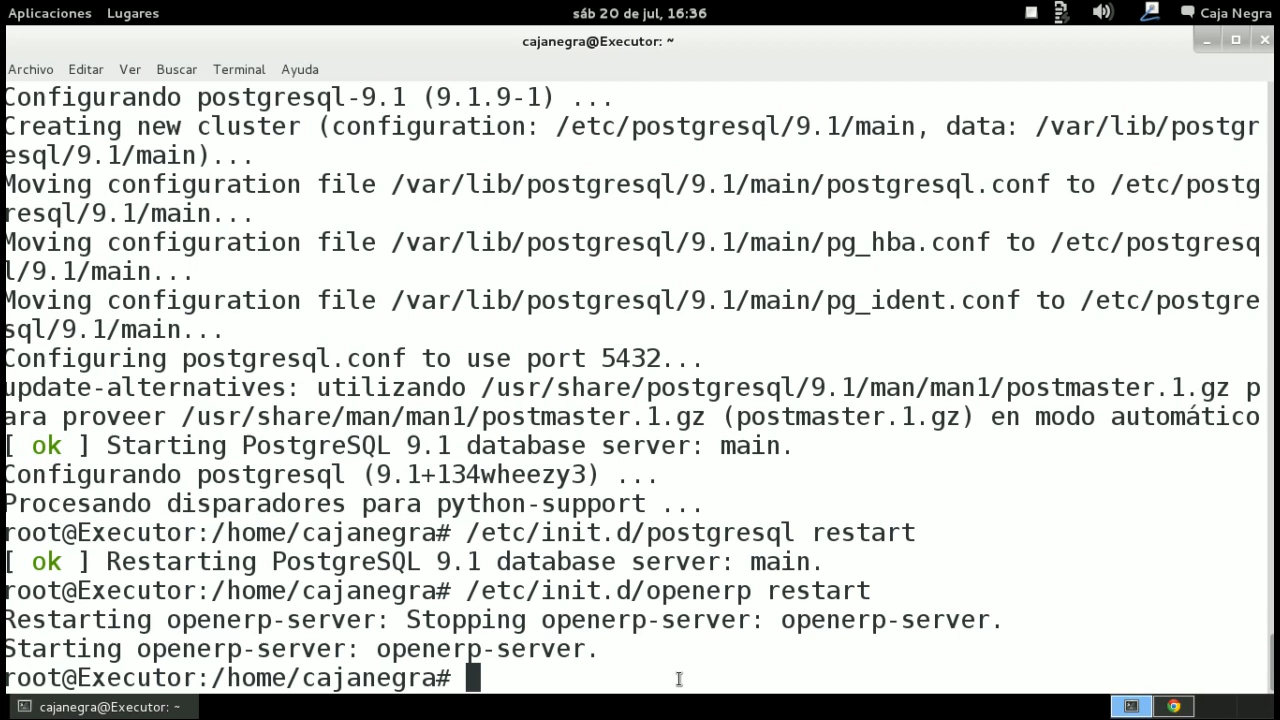 Aplicaciones Lugares sáb 20 de jul, 16:36 Caja Negra
cajanegra@Executor: ~
Archivo Editar Ver Buscar Terminal Ayuda
Configurando postgresql-9.1 (9.1.9-1) ...
Creating new cluster (configuration: /etc/postgresql/9.1/main, data: /var/lib/postgr
esql/9.1/main)...
Moving configuration file /var/lib/postgresql/9.1/main/postgresql.conf to /etc/postg
resql/9.1/main...
Moving configuration file /var/lib/postgresql/9.1/main/pg_hba.conf to /etc/postgresq
l/9.1/main...
Moving configuration file /var/lib/postgresql/9.1/main/pg_ident.conf to /etc/postgre
sql/9.1/main...
Configuring postgresql.conf to use port 5432...
update-alternatives: utilizando /usr/share/postgresql/9.1/man/man1/postmaster.1.gz p
ara proveer /usr/share/man/man1/postmaster.1.gz (postmaster.1.gz) en modo automático
[ ok ] Starting PostgreSQL 9.1 database server: main.
Configurando postgresql (9.1+134wheezy3) ...
Procesando disparadores para python-support ...
root@Executor:/home/cajanegra# /etc/init.d/postgresql restart
[ ok ] Restarting PostgreSQL 9.1 database server: main.
root@Executor:/home/cajanegra# /etc/init.d/openerp restart
Restarting openerp-server: Stopping openerp-server: openerp-server.
Starting openerp-server: openerp-server.
root@Executor:/home/cajanegra#
cajanegra@Executor: ~